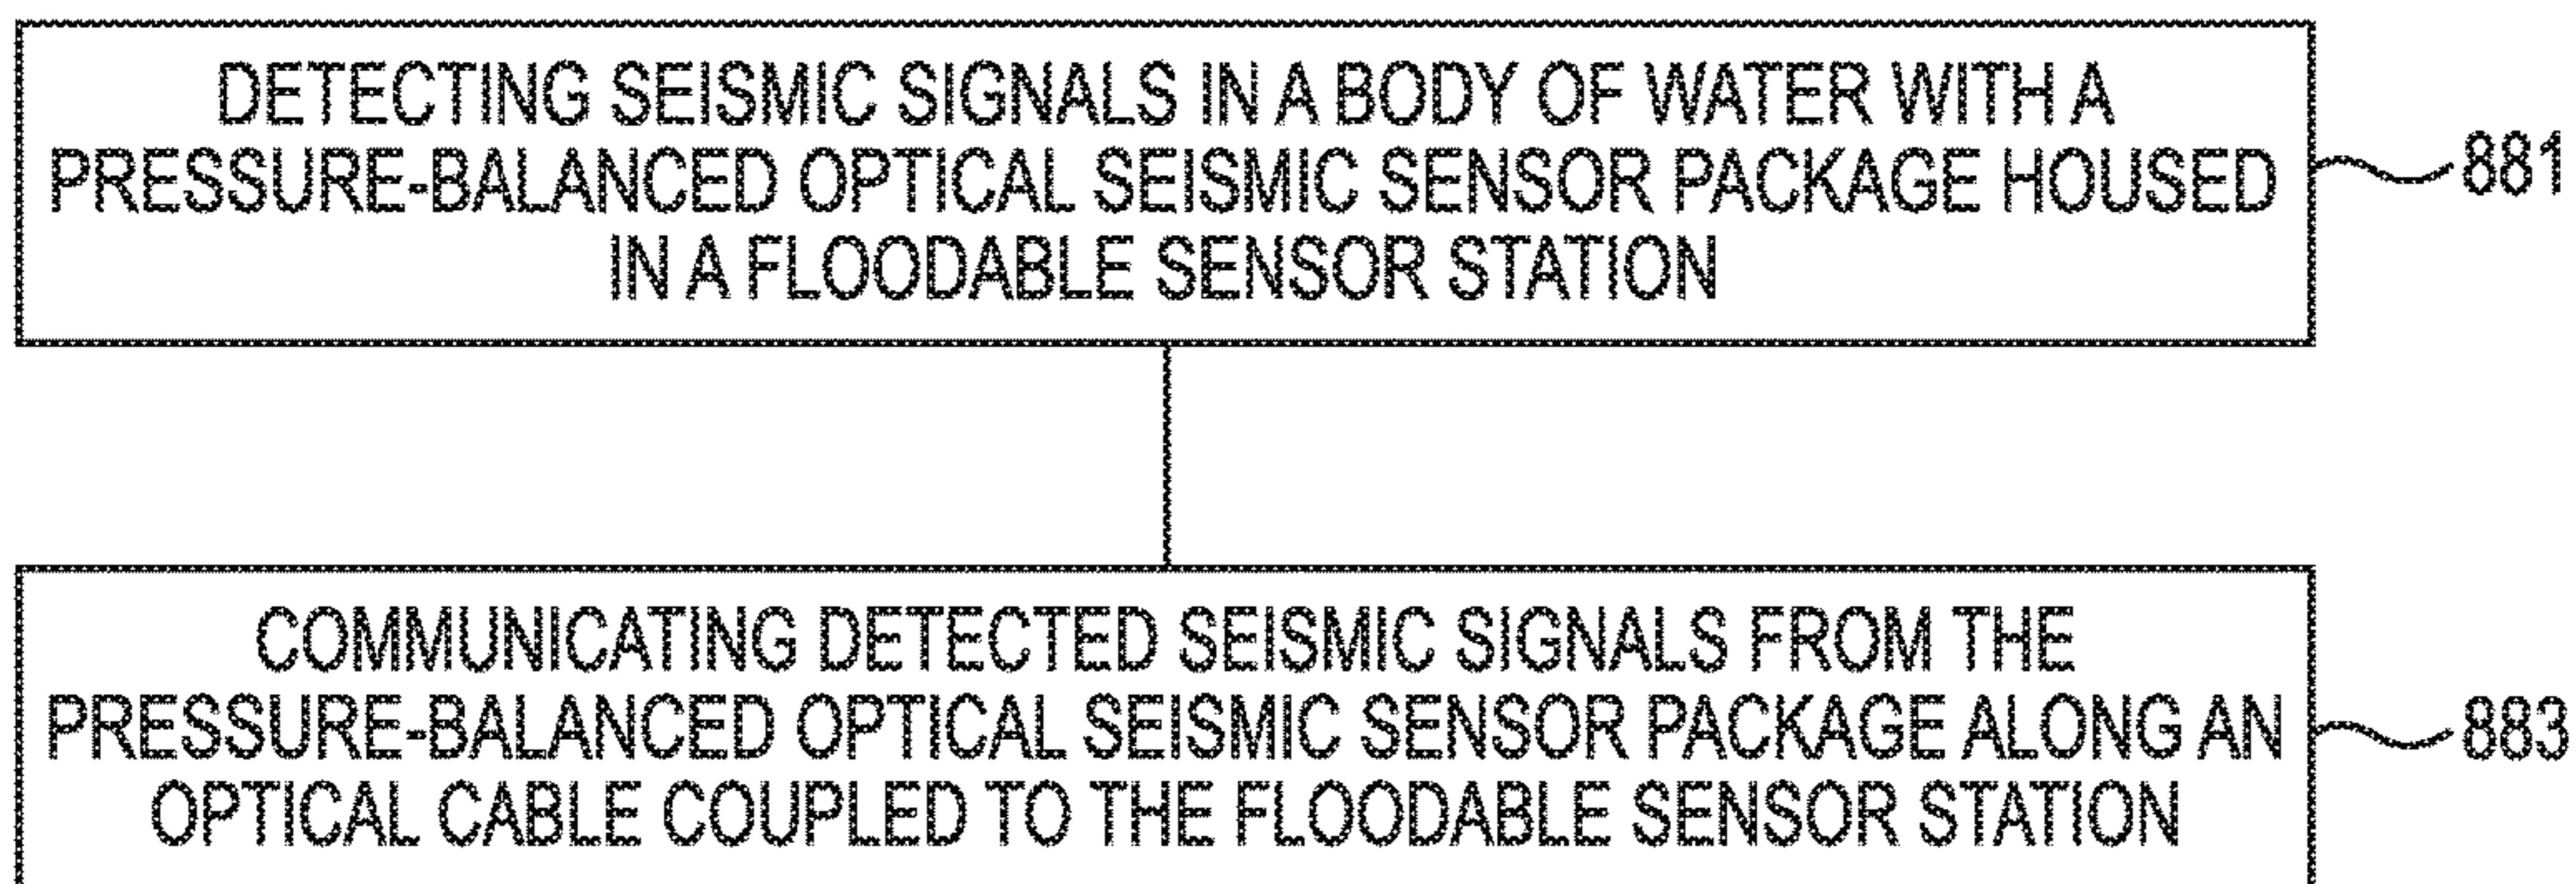 DETECTING SEISMIC SIGNALS IN A BODY OF WATER WITH A
PRESSURE-BALANCED OPTICAL SEISMIC SENSOR PACKAGE HOUSED
IN A FLOODABLE SENSOR STATION
881
COMMUNICATING DETECTED SEISMIC SIGNALS FROM THE
PRESSURE-BALANCED OPTICAL SEISMIC SENSOR PACKAGE ALONG AN
OPTICAL CABLE COUPLED TO THE FLOODABLE SENSOR STATION
883